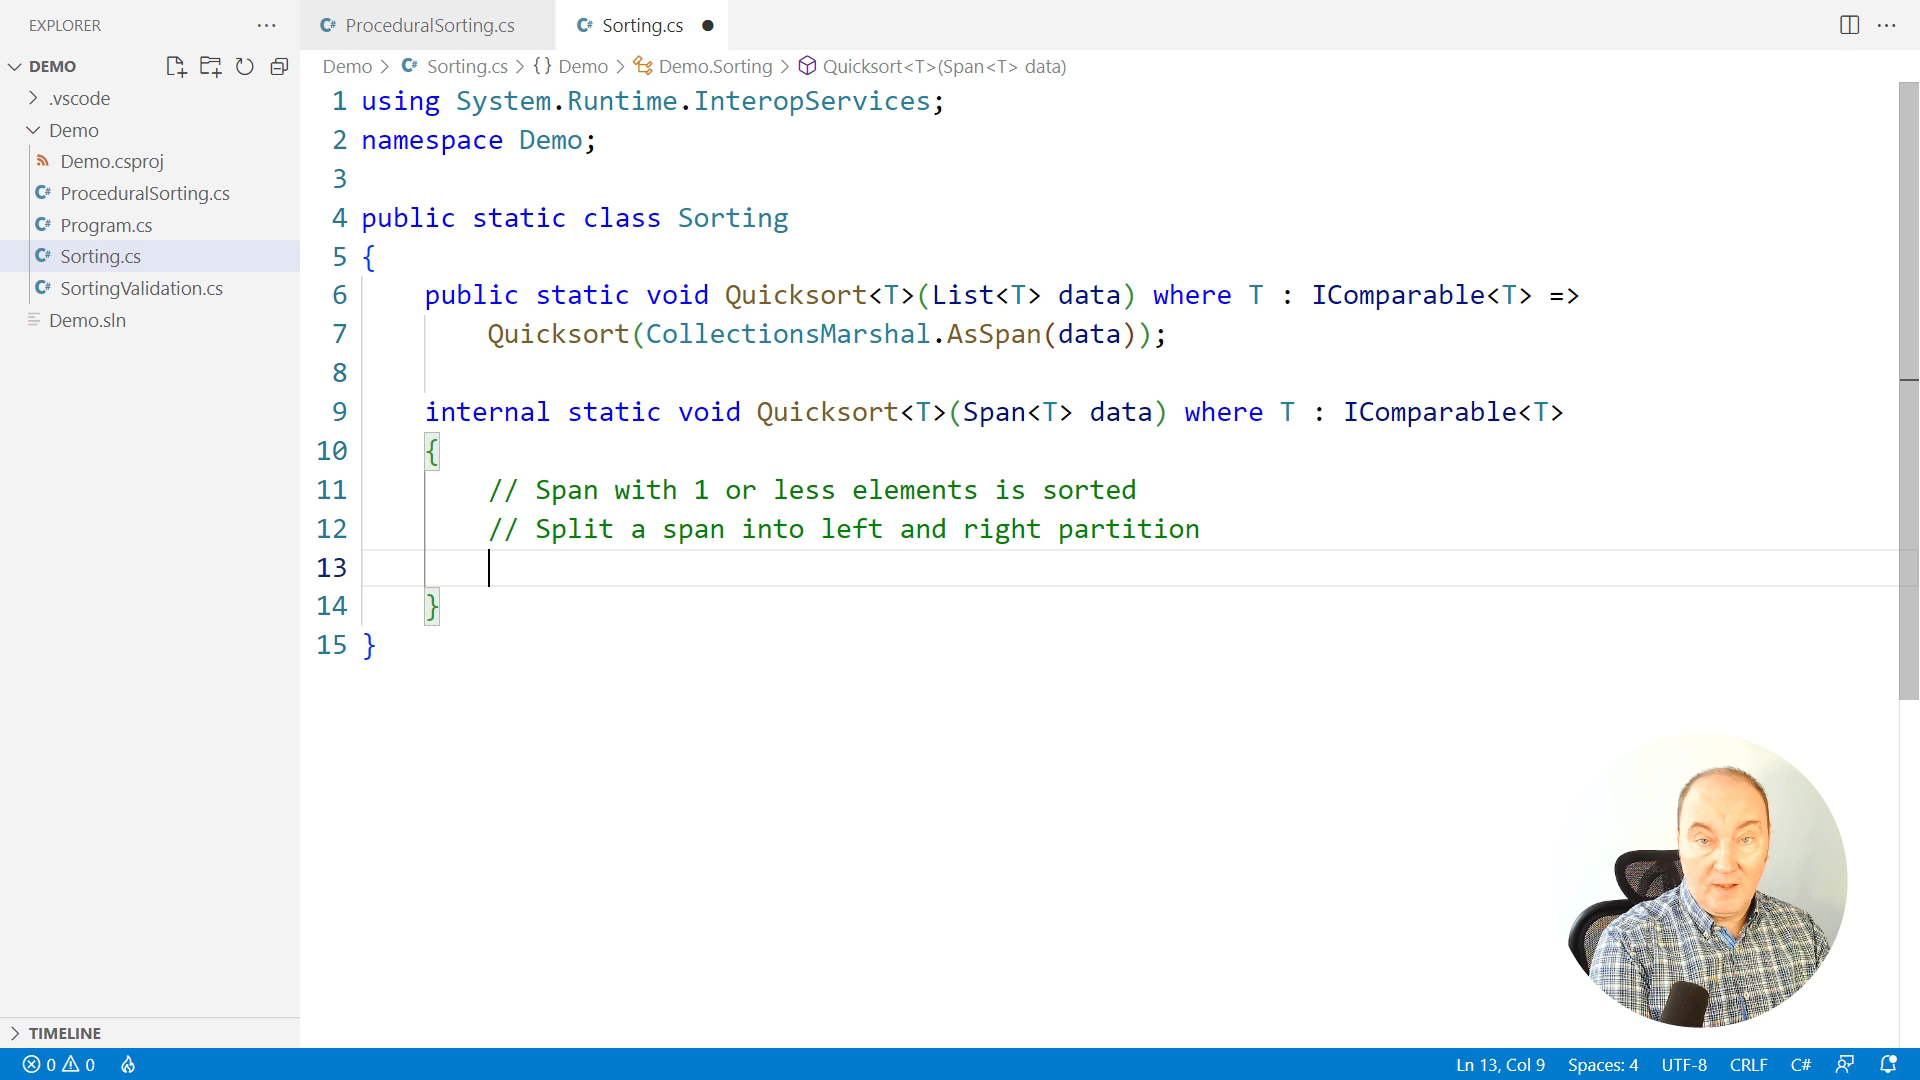 EXPLORER
DEMO
.vscode
Demo
Demo.csproj
ProceduralSorting.cs
Program.cs
Sorting.cs
SortingValidation.cs
Demo.sln
TIMELINE
C# ProceduralSorting.cs
C# Sorting.cs
Demo > C# Sorting.cs > {} Demo > Demo.Sorting > Quicksort<T>(Span<T> data)
1 using System.Runtime.InteropServices;
2 namespace Demo;
3
4 public static class Sorting
5 {
6 public static void Quicksort<T>(List<T> data) where T : IComparable<T> =>
7 Quicksort(CollectionsMarshal.AsSpan(data));
8
9 internal static void Quicksort<T>(Span<T> data) where T : IComparable<T>
10 {
11 // Span with 1 or less elements is sorted
12 // Split a span into left and right partition
13
14 }
15 }
0 0 Ln 13, Col 9 Spaces: 4 UTF-8 CRLF C#